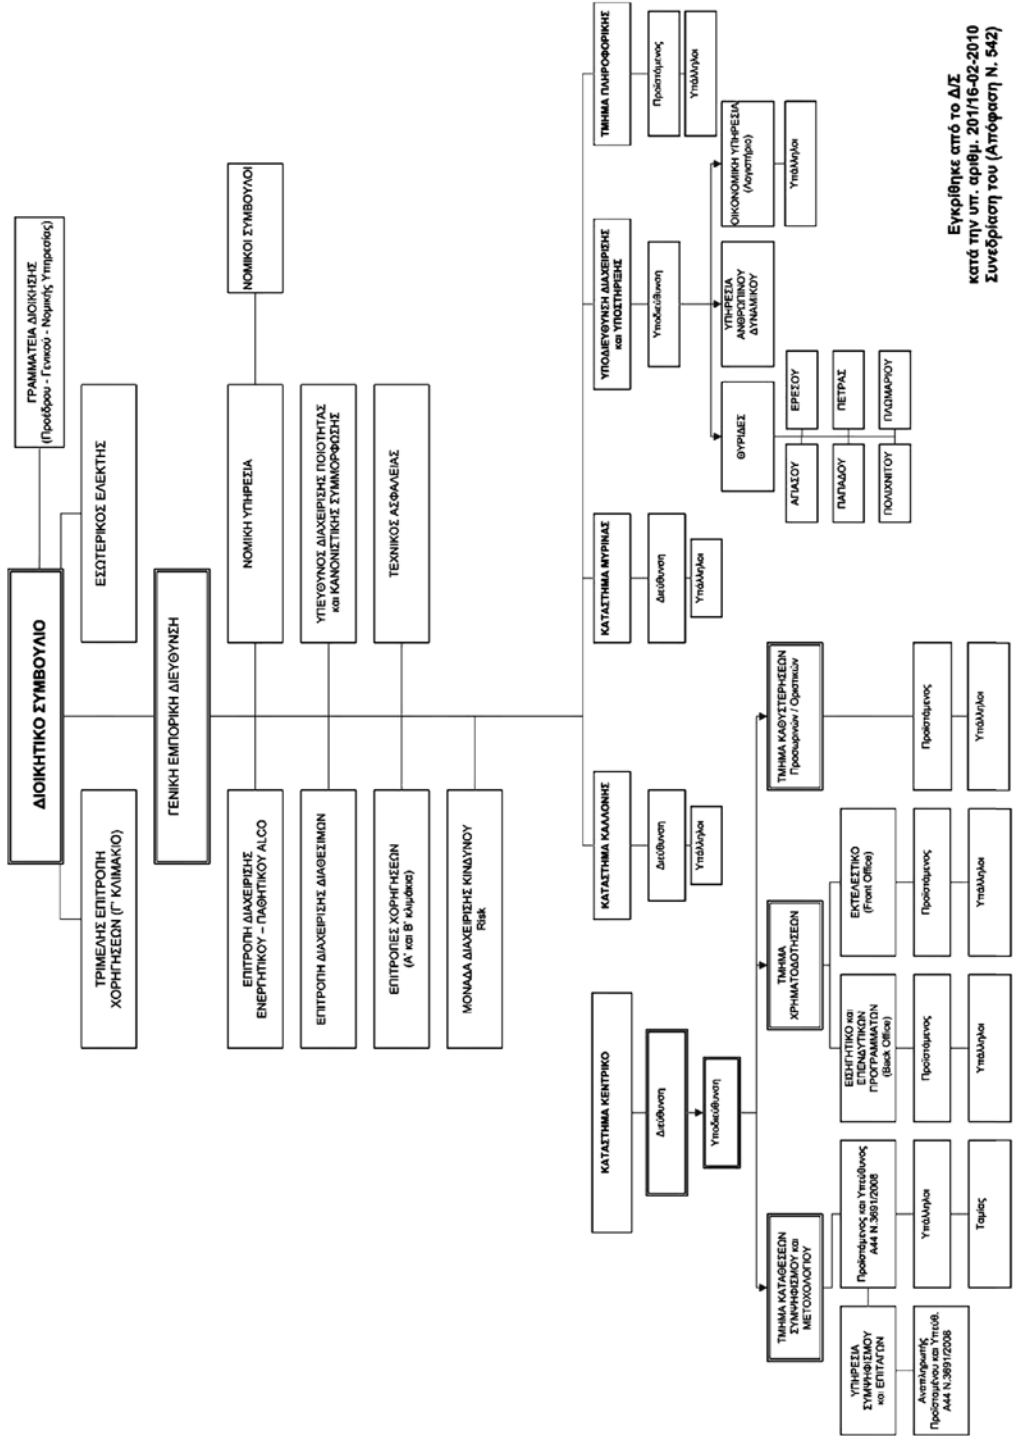 ΓΡΑΜΜΑΤΕΙΑ ΔΙΟΙΚΗΣΗΣ
(Προέδρου - Γενικού - Νομικής Υπηρεσίας)
ΔΙΟΙΚΗΤΙΚΟ ΣΥΜΒΟΥΛΙΟ
ΤΡΙΜΕΛΗΣ ΕΠΙΤΡΟΠΗ
ΧΟΡΗΓΗΣΕΩΝ (Γ' ΚΛΙΜΑΚΙΟ)
ΕΣΩΤΕΡΙΚΟΣ ΕΛΕΚΤΗΣ
ΓΕΝΙΚΗ ΕΜΠΟΡΙΚΗ ΔΙΕΥΘΥΝΣΗ
ΕΠΙΤΡΟΠΗ ΔΙΑΧΕΙΡΙΣΗΣ
ΕΝΕΡΓΗΤΙΚΟΥ – ΠΑΘΗΤΙΚΟΥ ALCO
ΝΟΜΙΚΗ ΥΠΗΡΕΣΙΑ
ΝΟΜΙΚΟΙ ΣΥΜΒΟΥΛΟΙ
ΕΠΙΤΡΟΠΗ ΔΙΑΧΕΙΡΙΣΗΣ ΔΙΑΘΕΣΙΜΩΝ
ΥΠΕΥΘΥΝΟΣ ΔΙΑΧΕΙΡΙΣΗΣ ΠΟΙΟΤΗΤΑΣ
και ΚΑΝΟΝΙΣΤΙΚΗΣ ΣΥΜΜΟΡΦΩΣΗΣ
ΕΠΙΤΡΟΠΕΣ ΧΟΡΗΓΗΣΕΩΝ
(Α' και Β' κλιμάκια)
ΤΕΧΝΙΚΟΣ ΑΣΦΑΛΕΙΑΣ
ΜΟΝΑΔΑ ΔΙΑΧΕΙΡΙΣΗΣ ΚΙΝΔΥΝΟΥ
Risk
ΚΑΤΑΣΤΗΜΑ ΚΕΝΤΡΙΚΟ
Διεύθυνση
Υποδιεύθυνση
ΤΜΗΜΑ ΚΑΤΑΘΕΣΕΩΝ
ΣΥΜΨΗΦΙΣΜΟΥ και
ΜΕΤΟΧΟΛΟΓΙΟΥ
ΥΠΗΡΕΣΙΑ
ΣΥΜΨΗΦΙΣΜΟΥ
και ΕΠΙΤΑΓΩΝ
Αναπληρωτής
Προϊσταμένου και Υπεύθ.
Α44 Ν.3691/2008
Προϊστάμενος και Υπεύθυνος
Α44 Ν.3691/2008
Υπάλληλοι
Ταμίας
ΤΜΗΜΑ
ΧΡΗΜΑΤΟΔΟΤΗΣΕΩΝ
ΕΙΣΗΓΗΤΙΚΟ και
ΕΠΕΝΔΥΤΙΚΩΝ
ΠΡΟΓΡΑΜΜΑΤΩΝ
(Back Office)
Προϊστάμενος
Υπάλληλοι
ΕΚΤΕΛΕΣΤΙΚΟ
(Front Office)
Προϊστάμενος
Υπάλληλοι
ΤΜΗΜΑ ΚΑΘΥΣΤΕΡΗΣΕΩΝ
Προσωρινών / Οριστικών
Προϊστάμενος
Υπάλληλοι
ΚΑΤΑΣΤΗΜΑ ΚΑΛΛΟΝΗΣ
Διεύθυνση
Υπάλληλοι
ΚΑΤΑΣΤΗΜΑ ΜΥΡΙΝΑΣ
Διεύθυνση
Υπάλληλοι
ΥΠΟΔΙΕΥΘΥΝΣΗ ΔΙΑΧΕΙΡΙΣΗΣ
και ΥΠΟΣΤΗΡΙΞΗΣ
Υποδιεύθυνση
ΘΥΡΙΔΕΣ
ΑΓΙΑΣΟΥ
ΕΡΕΣΟΥ
ΠΑΠΑΔΟΥ
ΠΕΤΡΑΣ
ΠΟΛΙΧΝΙΤΟΥ
ΠΛΩΜΑΡΙΟΥ
ΥΠΗΡΕΣΙΑ
ΑΝΘΡΩΠΙΝΟΥ
ΔΥΝΑΜΙΚΟΥ
ΟΙΚΟΝΟΜΙΚΗ ΥΠΗΡΕΣΙΑ
(Λογιστήριο)
Υπάλληλοι
ΤΜΗΜΑ ΠΛΗΡΟΦΟΡΙΚΗΣ
Προϊστάμενος
Υπάλληλοι
Εγκρίθηκε από το Δ/Σ
κατά την υπ. αριθμ. 201/16-02-2010
Συνεδρίαση του (Απόφαση Ν. 542)